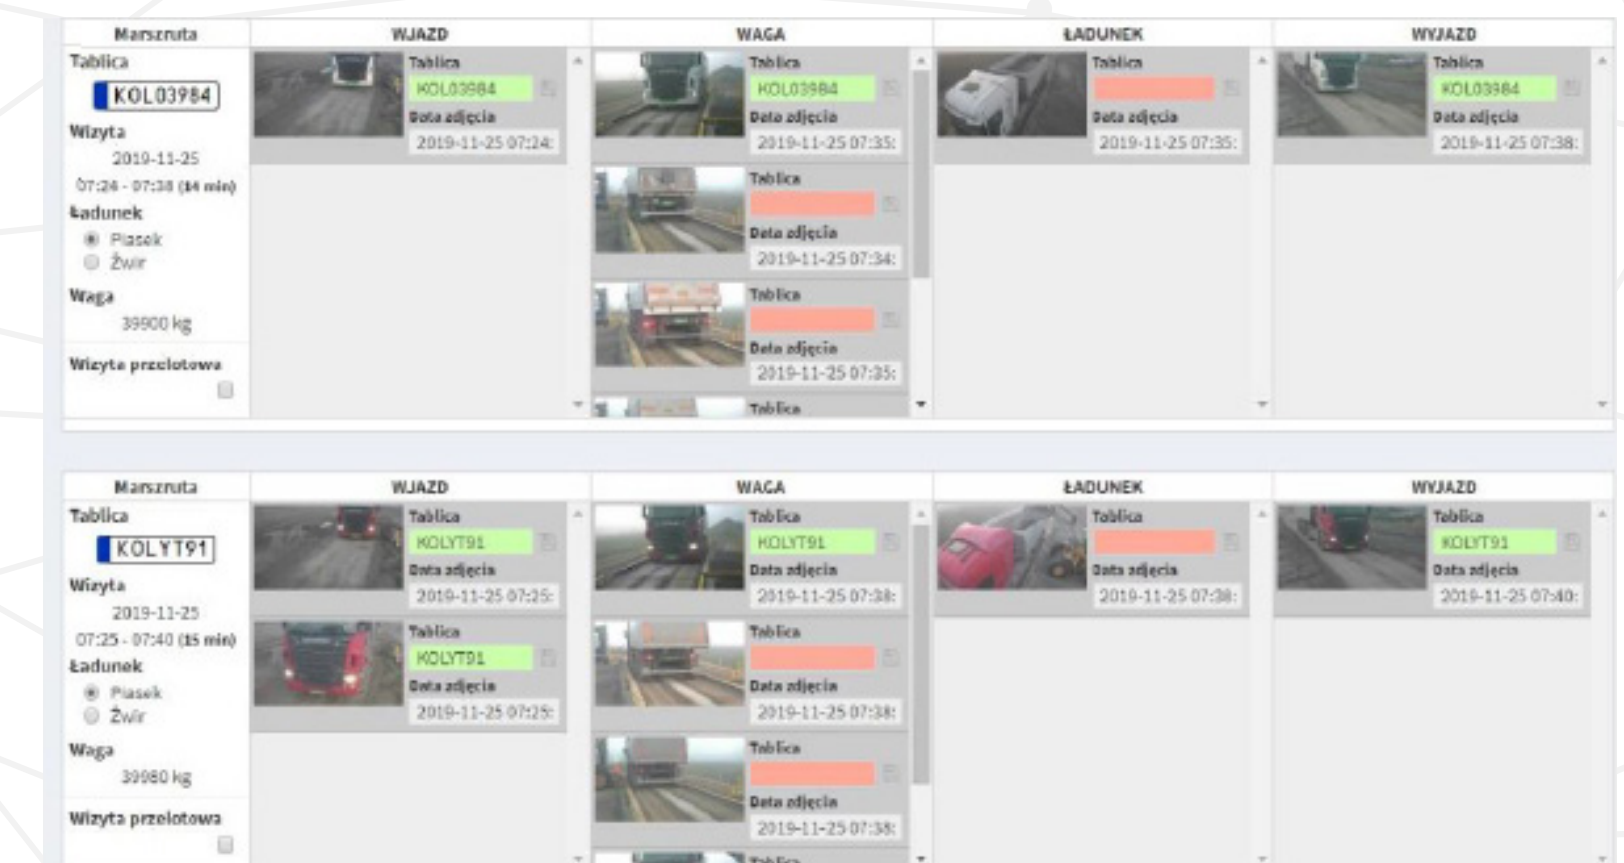 Marszruta WJAZD WAGA ŁADUNEK WYJAZD
Tablica
KOL03984
Wizyta
2019-11-25
07:24 - 07:38 (14 min)
Ładunek
Piasek
Żwir
Waga
39900 kg
Wizyta przelotowa
Tablica
KOL03984
Data zdjęcia
2019-11-25 07:24:
Tablica
KOL03984
Data zdjęcia
2019-11-25 07:35:
Tablica
Data zdjęcia
2019-11-25 07:34:
Tablica
Data zdjęcia
2019-11-25 07:35:
Tablica
Tablica
Data zdjęcia
2019-11-25 07:35:
Tablica
KOL03984
Data zdjęcia
2019-11-25 07:38:
Marszruta WJAZD WAGA ŁADUNEK WYJAZD
Tablica
KOLYT91
Wizyta
2019-11-25
07:25 - 07:40 (15 min)
Ładunek
Piasek
Żwir
Waga
39980 kg
Wizyta przelotowa
Tablica
KOLYT91
Data zdjęcia
2019-11-25 07:25:
Tablica
KOLYT91
Data zdjęcia
2019-11-25 07:25:
Tablica
KOLYT91
Data zdjęcia
2019-11-25 07:38:
Tablica
Data zdjęcia
2019-11-25 07:38:
Tablica
Data zdjęcia
2019-11-25 07:38:
Tablica
Tablica
Data zdjęcia
2019-11-25 07:38:
Tablica
KOLYT91
Data zdjęcia
2019-11-25 07:40: